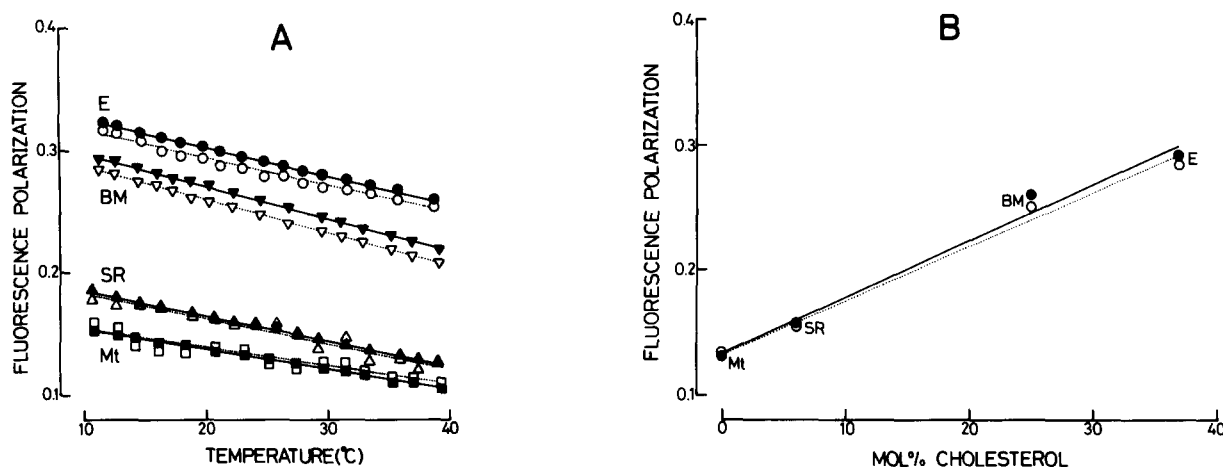 A
FLUORESCENCE POLARIZATION
0.4
0.3
0.2
0.1
E
BM
SR
Mt
10
20
30
40
TEMPERATURE(°C)
B
FLUORESCENCE POLARIZATION
0.4
0.3
0.2
0.1
BM
E
SR
Mt
0
10
20
30
40
MOL% CHOLESTEROL